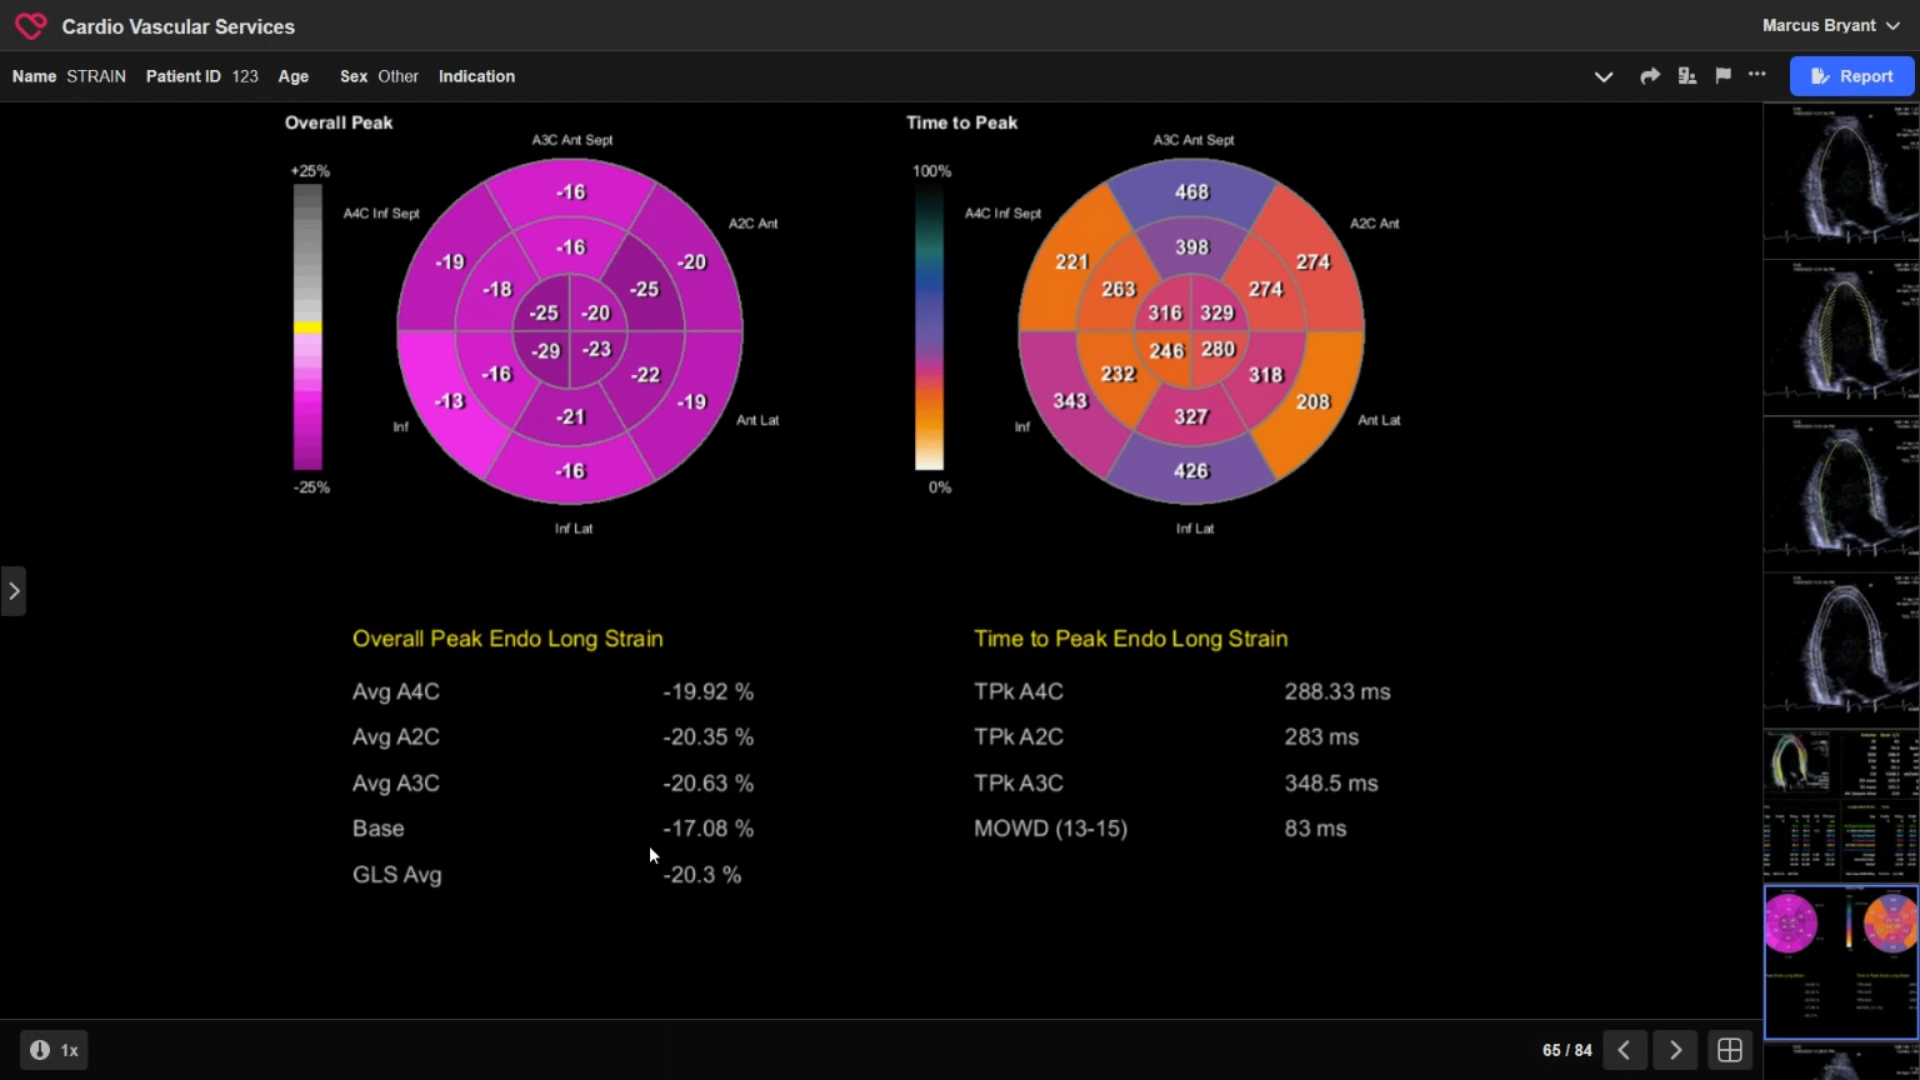 Cardio Vascular Services
Marcus Bryant
Name STRAIN Patient ID 123 Age Sex Other Indication
Report
Overall Peak
+25%
-25%
A3C Ant Sept
A4C Inf Sept
A2C Ant
Inf
Ant Lat
Inf Lat
-16
-16
-19
-20
-18
-25
-25
-20
-29
-23
-16
-22
-13
-19
-21
-16
Time to Peak
100%
0%
A3C Ant Sept
A4C Inf Sept
A2C Ant
Inf
Ant Lat
Inf Lat
468
398
221
274
263
274
316
329
246
280
232
318
343
208
327
426
Overall Peak Endo Long Strain
Avg A4C -19.92 %
Avg A2C -20.35 %
Avg A3C -20.63 %
Base -17.08 %
GLS Avg -20.3 %
Time to Peak Endo Long Strain
TPk A4C 288.33 ms
TPk A2C 283 ms
TPk A3C 348.5 ms
MOWD (13-15) 83 ms
1x
65 / 84